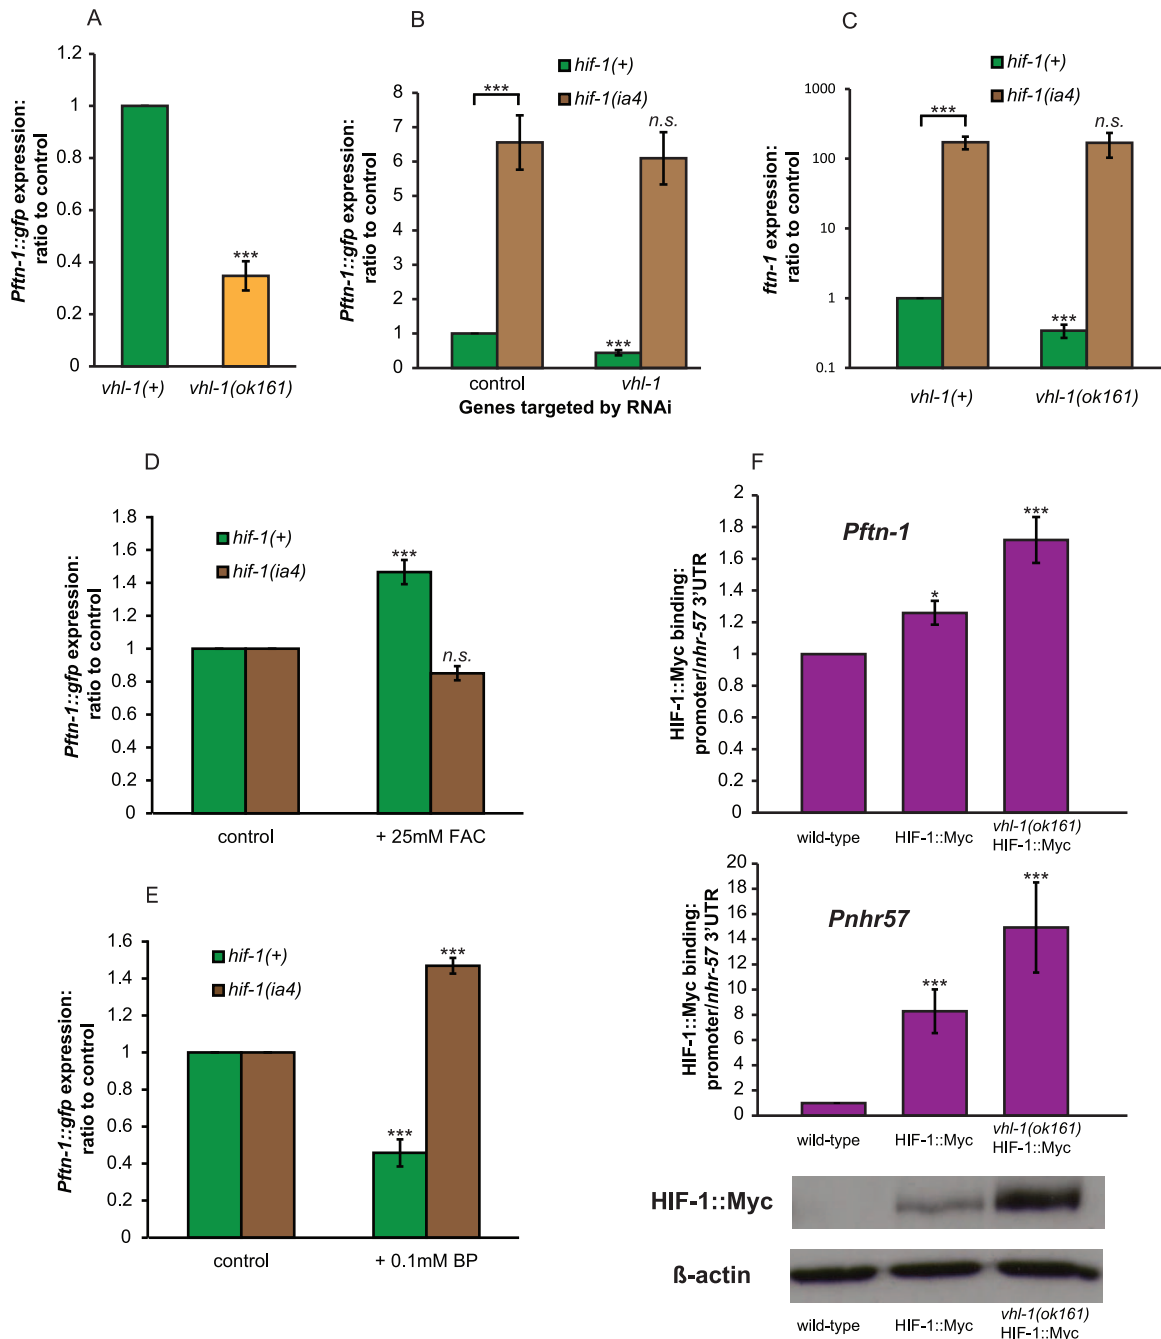 A
Pftn-1::gfp expression:
ratio to control
1.2
1
0.8
0.6
0.4
0.2
0
***
vhl-1(+)
vhl-1(ok161)
B
hif-1(+)
hif-1(ia4)
Pftn-1::gfp expression:
ratio to control
8
7
6
5
4
3
2
1
0
***
n.s.
***
control
vhl-1
Genes targeted by RNAi
C
hif-1(+)
hif-1(ia4)
ftn-1 expression:
ratio to control
1000
100
10
1
0.1
***
n.s.
***
vhl-1(+)
vhl-1(ok161)
D
hif-1(+)
hif-1(ia4)
Pftn-1::gfp expression:
ratio to control
1.8
1.6
1.4
1.2
1
0.8
0.6
0.4
0.2
0
***
n.s.
control
+ 25mM FAC
E
hif-1(+)
hif-1(ia4)
Pftn-1::gfp expression:
ratio to control
1.6
1.4
1.2
1
0.8
0.6
0.4
0.2
0
***
***
control
+ 0.1mM BP
F
Pftn-1
HIF-1::Myc binding:
promoter/nhr-57 3'UTR
2
1.8
1.6
1.4
1.2
1
0.8
0.6
0.4
0.2
0
*
***
wild-type
HIF-1::Myc
vhl-1(ok161)
HIF-1::Myc
Pnhr57
HIF-1::Myc binding:
promoter/nhr-57 3'UTR
20
18
16
14
12
10
8
6
4
2
0
***
***
wild-type
HIF-1::Myc
vhl-1(ok161)
HIF-1::Myc
HIF-1::Myc
ß-actin
wild-type
HIF-1::Myc
vhl-1(ok161)
HIF-1::Myc